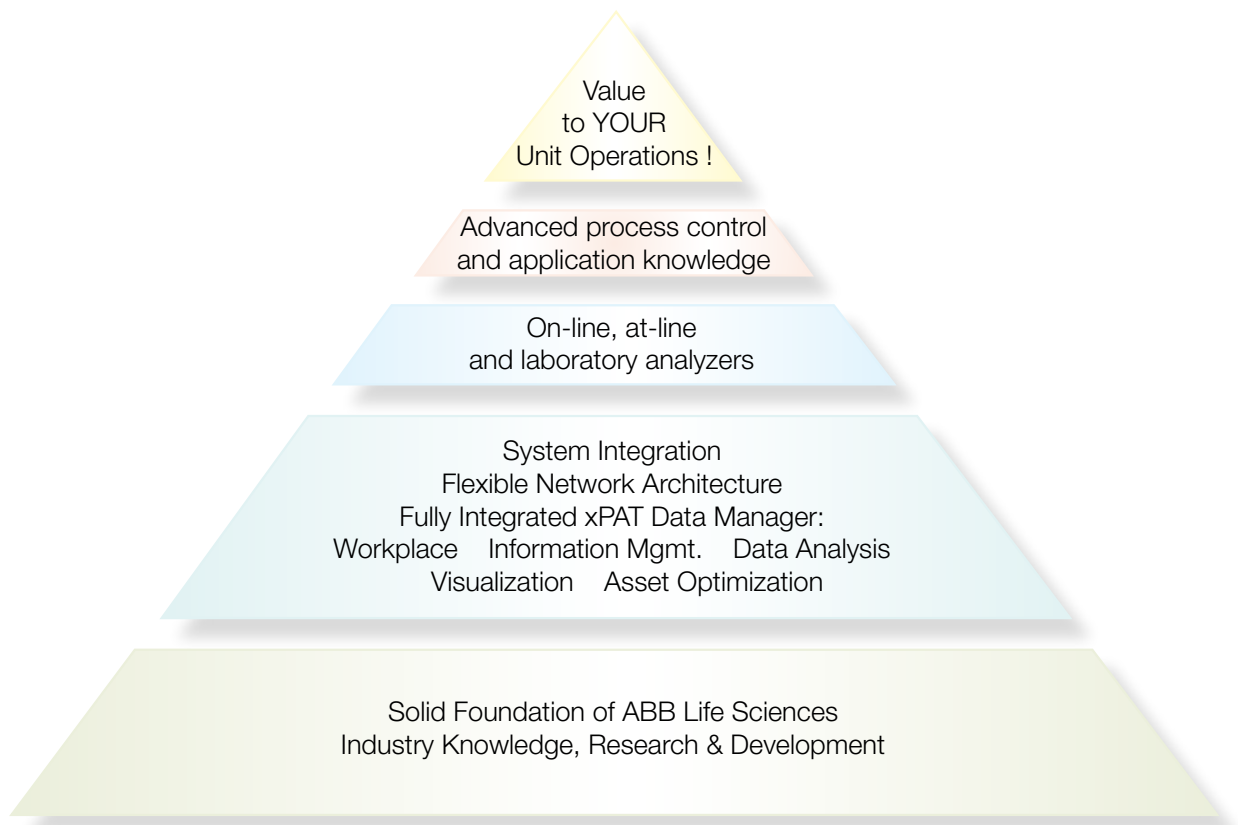 Value
to YOUR
Unit Operations !
Advanced process control
and application knowledge
On-line, at-line
and laboratory analyzers
System Integration
Flexible Network Architecture
Fully Integrated xPAT Data Manager:
Workplace Information Mgmt. Data Analysis
Visualization Asset Optimization
Solid Foundation of ABB Life Sciences
Industry Knowledge, Research & Development